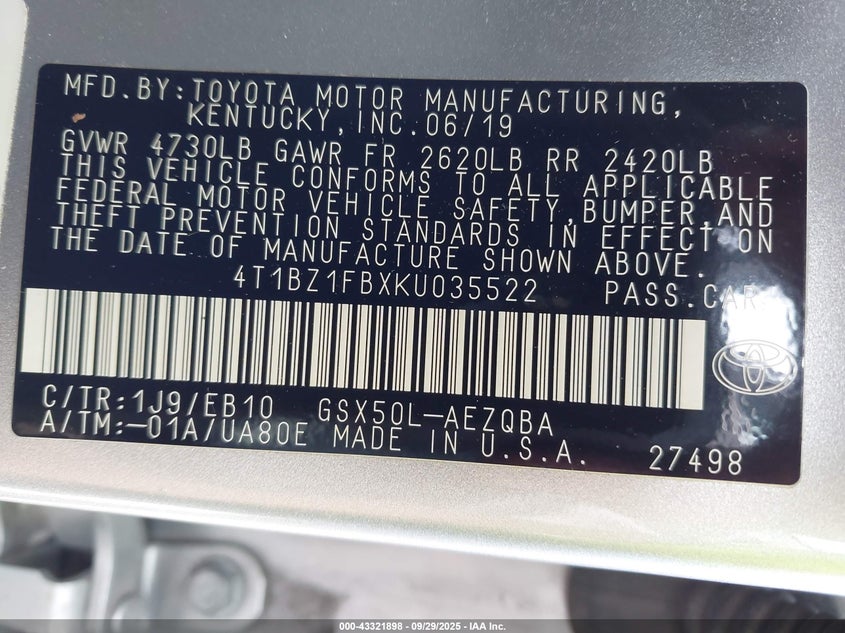 MFD.BY:TOYOTA MOTOR MANUFACTURING,
KENTUCKY,INC.06/19
GVWR 4730LB GAWR FR 2620LB RR 2420LB
THIS VEHICLE CONFORMS TO ALL APPLICABLE
FEDERAL MOTOR VEHICLE SAFETY,BUMPER AND
THEFT PREVENTION STANDARDS IN EFFECT ON
THE DATE OF MANUFACTURE SHOWN ABOVE.
4T1BZ1FBXKU035522 PASS.CAR
C/TR:1J9/EB10 GSX50L-AEZQBA
A/TM:-01A/UA80E MADE IN U.S.A. 27498
000-43321898 | 09/29/2025 - IAA Inc.